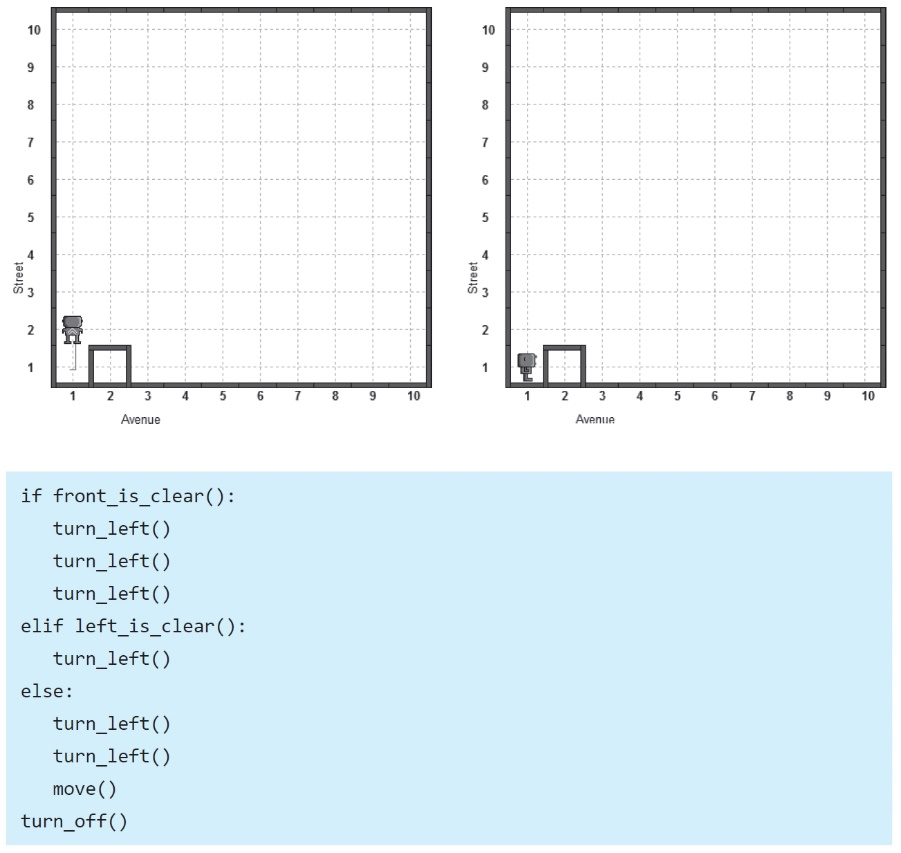 10 10
9 9
8 8
7 7
6 6
5 5
4 4
Street Street
3 3
2 2
1 1
1 2 3 4 5 6 7 8 9 10 1 2 3 4 5 6 7 8 9 10
Avenue Avenue
if front_is_clear():
turn_left()
turn_left()
turn_left()
elif left_is_clear():
turn_left()
else:
turn_left()
turn_left()
move()
turn_off()